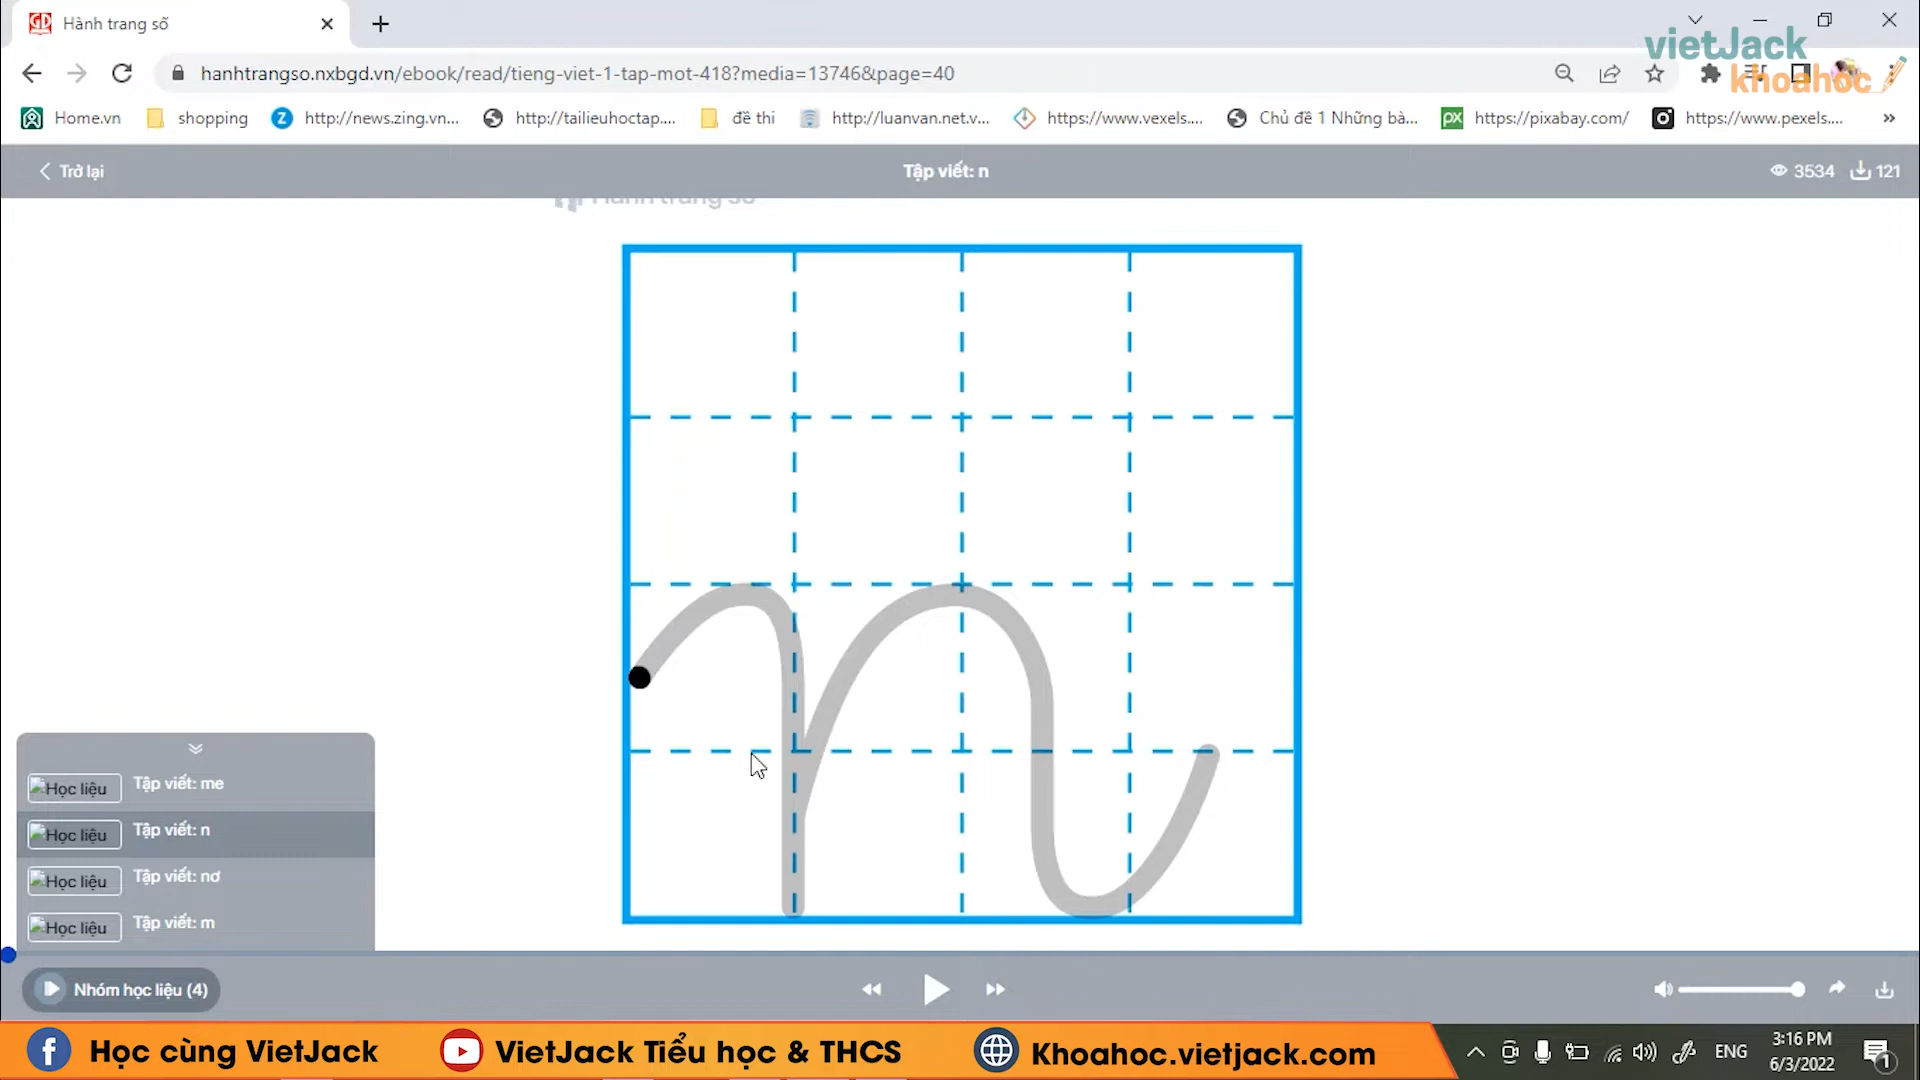 Hành trang số
vietJack
khoahoc
hanhtrangso.nxbgd.vn/ebook/read/tieng-viet-1-tap-mot-418?media=13746&page=40
Home.vn shopping http://news.zing.vn... http://tailieuhoctap.... đề thi http://luanvan.net.v... https://www.vexels.... Chủ đề 1 Những bà... https://pixabay.com/ https://www.pexels.... »
Trở lại Tập viết: n 3534 121
Hành trang số
n
Học liệu Tập viết: me
Học liệu Tập viết: n
Học liệu Tập viết: nơ
Học liệu Tập viết: m
Nhóm học liệu (4)
Học cùng VietJack VietJack Tiểu học & THCS Khoahoc.vietjack.com ENG 3:16 PM
6/3/2022 1